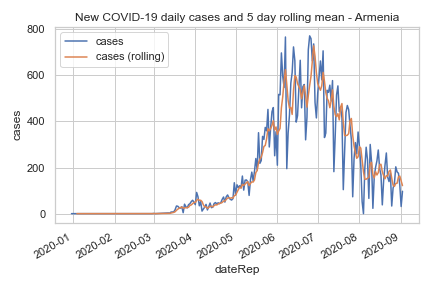 New COVID-19 daily cases and 5 day rolling mean - Armenia
cases
cases (rolling)
800
600
400
200
0
cases
2020-01
2020-02
2020-03
2020-04
2020-05
2020-06
2020-07
2020-08
2020-09
dateRep